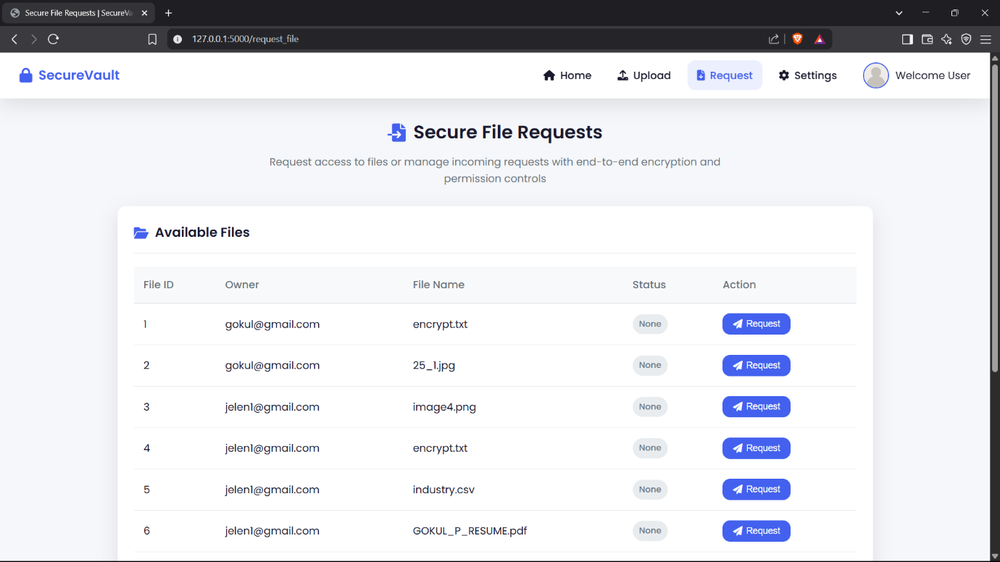 Secure File Requests | SecureVa
127.0.0.1:5000/request_file
SecureVault
Home
Upload
Request
Settings
Welcome User
Secure File Requests
Request access to files or manage incoming requests with end-to-end encryption and
permission controls
Available Files
File ID Owner File Name Status Action
1 gokul@gmail.com encrypt.txt None Request
2 gokul@gmail.com 25_1.jpg None Request
3 jelen1@gmail.com image4.png None Request
4 jelen1@gmail.com encrypt.txt None Request
5 jelen1@gmail.com industry.csv None Request
6 jelen1@gmail.com GOKUL_P_RESUME.pdf None Request